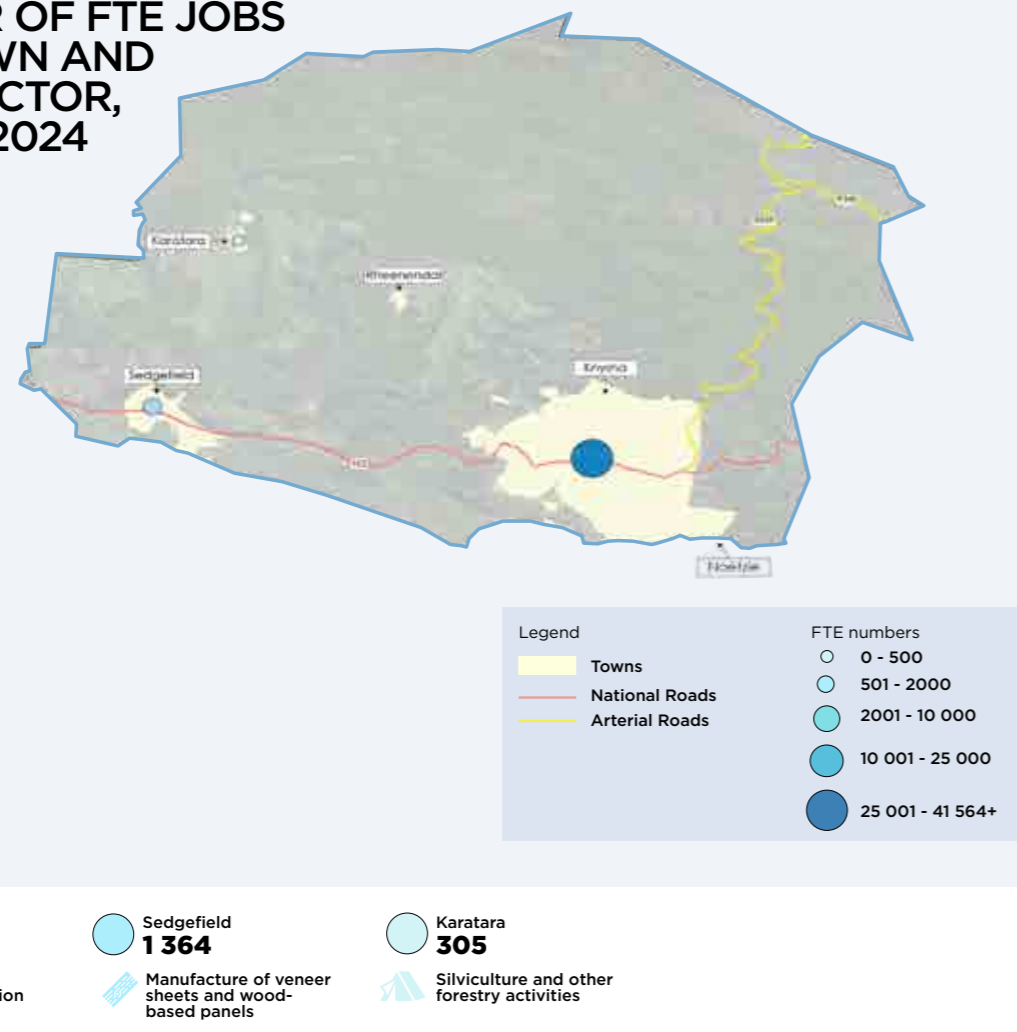 R OF FTE JOBS
WN AND
CTOR,
2024
Karatara
Rheenendal
Sedgefield
Knysna
N2
Noetzie
Legend
Towns
National Roads
Arterial Roads
FTE numbers
0 - 500
501 - 2000
2001 - 10 000
10 001 - 25 000
25 001 - 41 564+
ion
Sedgefield
1 364
Manufacture of veneer
sheets and wood-
based panels
Karatara
305
Silviculture and other
forestry activities